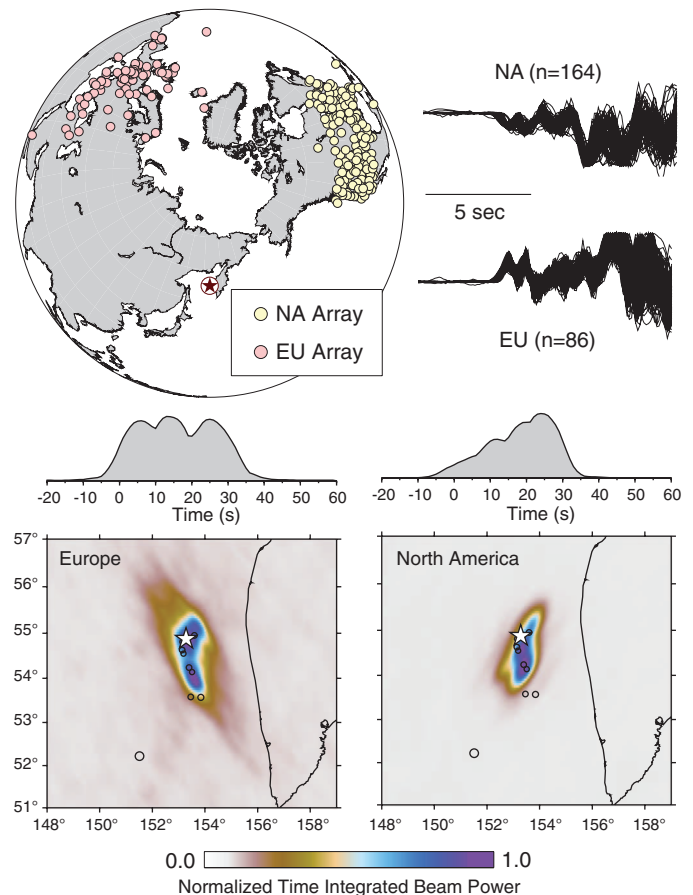 NA (n=164)
5 sec
EU (n=86)
NA Array
EU Array
-20 -10 0 10 20 30 40 50 60
Time (s)
-20 -10 0 10 20 30 40 50 60
Time (s)
57°
56°
55°
54°
53°
52°
51°
Europe
148° 150° 152° 154° 156° 158°
North America
148° 150° 152° 154° 156° 158°
0.0 1.0
Normalized Time Integrated Beam Power